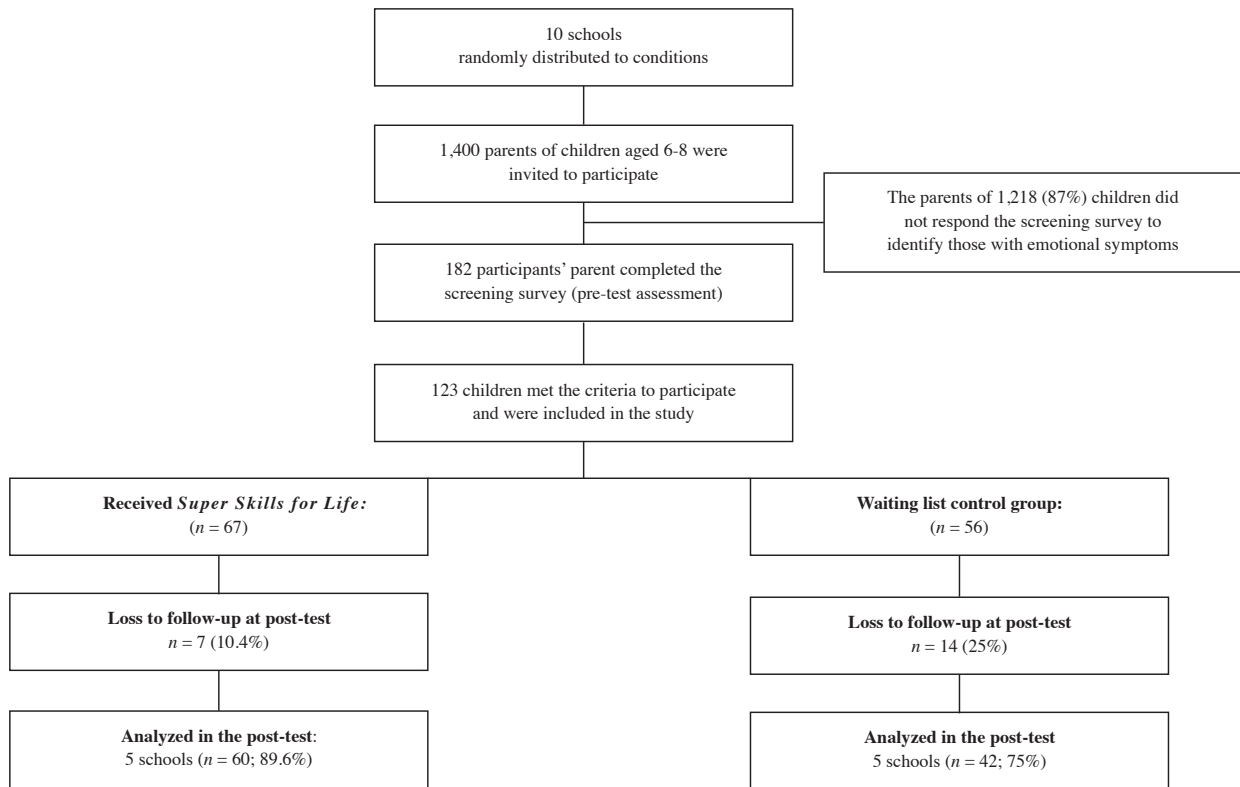 10 schools
randomly distributed to conditions
1,400 parents of children aged 6-8 were
invited to participate
The parents of 1,218 (87%) children did
not respond the screening survey to
identify those with emotional symptoms
182 participants’ parent completed the
screening survey (pre-test assessment)
123 children met the criteria to participate
and were included in the study
Received Super Skills for Life:
(n = 67)
Waiting list control group:
(n = 56)
Loss to follow-up at post-test
n = 7 (10.4%)
Loss to follow-up at post-test
n = 14 (25%)
Analyzed in the post-test:
5 schools (n = 60; 89.6%)
Analyzed in the post-test
5 schools (n = 42; 75%)